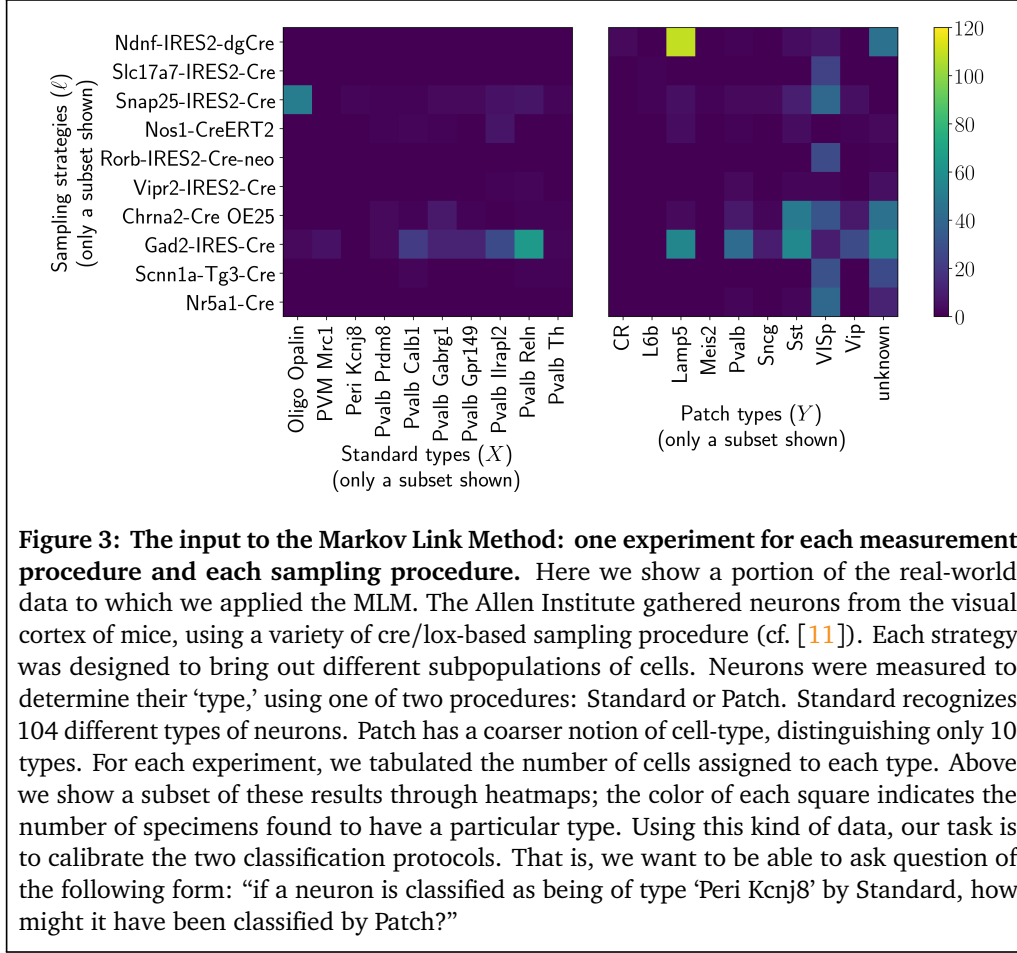 Sampling strategies (ℓ)
(only a subset shown)
Ndnf-IRES2-dgCre
Slc17a7-IRES2-Cre
Snap25-IRES2-Cre
Nos1-CreERT2
Rorb-IRES2-Cre-neo
Vipr2-IRES2-Cre
Chrna2-Cre OE25
Gad2-IRES-Cre
Scnn1a-Tg3-Cre
Nr5a1-Cre
Oligo Opalin
PVM Mrc1
Peri Kcnj8
Pvalb Prdm8
Pvalb Calb1
Pvalb Gabrg1
Pvalb Gpr149
Pvalb Ilrapl2
Pvalb Reln
Pvalb Th
Standard types (X)
(only a subset shown)
CR
L6b
Lamp5
Meis2
Pvalb
Sncg
Sst
VISp
Vip
unknown
Patch types (Y)
(only a subset shown)
120
100
80
60
40
20
0
Figure 3: The input to the Markov Link Method: one experiment for each measurement
procedure and each sampling procedure. Here we show a portion of the real-world
data to which we applied the MLM. The Allen Institute gathered neurons from the visual
cortex of mice, using a variety of cre/lox-based sampling procedure (cf. [11]). Each strategy
was designed to bring out different subpopulations of cells. Neurons were measured to
determine their ‘type,’ using one of two procedures: Standard or Patch. Standard recognizes
104 different types of neurons. Patch has a coarser notion of cell-type, distinguishing only 10
types. For each experiment, we tabulated the number of cells assigned to each type. Above
we show a subset of these results through heatmaps; the color of each square indicates the
number of specimens found to have a particular type. Using this kind of data, our task is
to calibrate the two classification protocols. That is, we want to be able to ask question of
the following form: “if a neuron is classified as being of type ‘Peri Kcnj8’ by Standard, how
might it have been classified by Patch?”